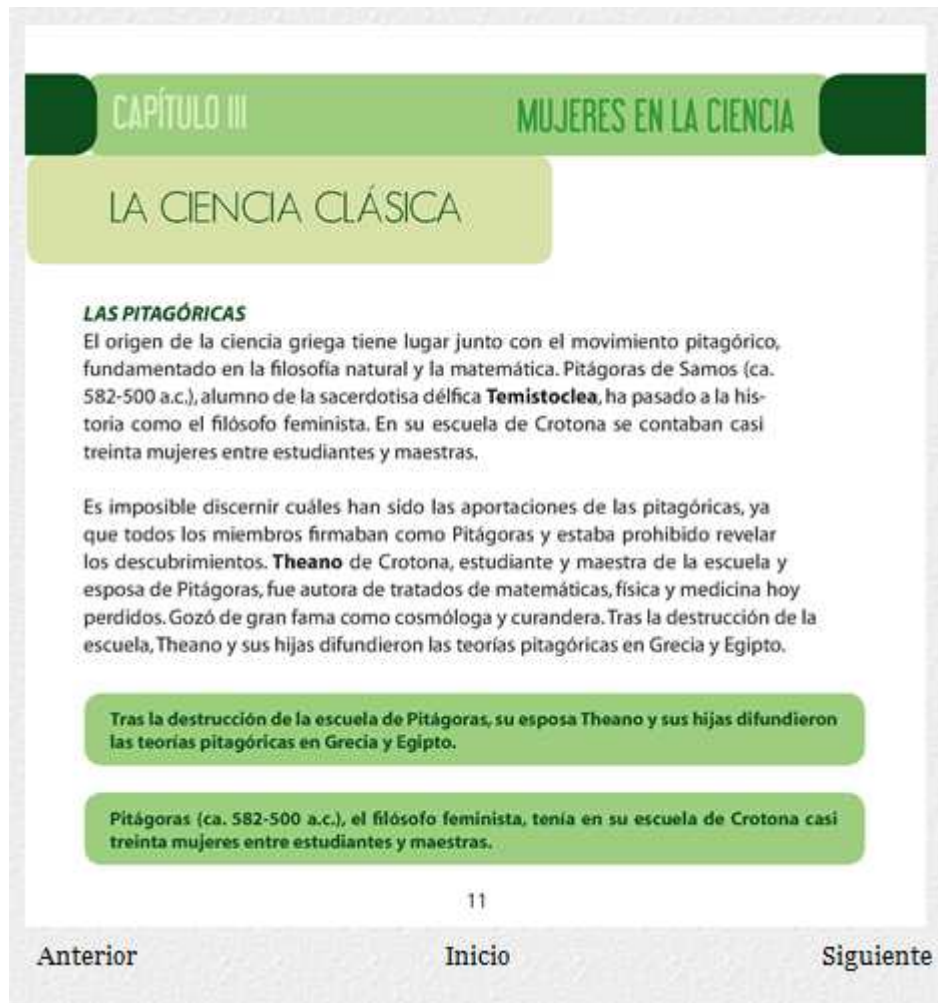 CAPÍTULO III MUJERES EN LA CIENCIA
LA CIENCIA CLÁSICA
LAS PITAGÓRICAS
El origen de la ciencia griega tiene lugar junto con el movimiento pitagórico,
fundamentado en la filosofía natural y la matemática. Pitágoras de Samos (ca.
582-500 a.c.), alumno de la sacerdotisa délfica Temistoclea, ha pasado a la his-
toria como el filósofo feminista. En su escuela de Crotona se contaban casi
treinta mujeres entre estudiantes y maestras.
Es imposible discernir cuáles han sido las aportaciones de las pitagóricas, ya
que todos los miembros firmaban como Pitágoras y estaba prohibido revelar
los descubrimientos. Theano de Crotona, estudiante y maestra de la escuela y
esposa de Pitágoras, fue autora de tratados de matemáticas, física y medicina hoy
perdidos. Gozó de gran fama como cosmóloga y curandera. Tras la destrucción de la
escuela, Theano y sus hijas difundieron las teorías pitagóricas en Grecia y Egipto.
Tras la destrucción de la escuela de Pitágoras, su esposa Theano y sus hijas difundieron
las teorías pitagóricas en Grecia y Egipto.
Pitágoras (ca. 582-500 a.c.), el filósofo feminista, tenía en su escuela de Crotona casi
treinta mujeres entre estudiantes y maestras.
11
Anterior Inicio Siguiente